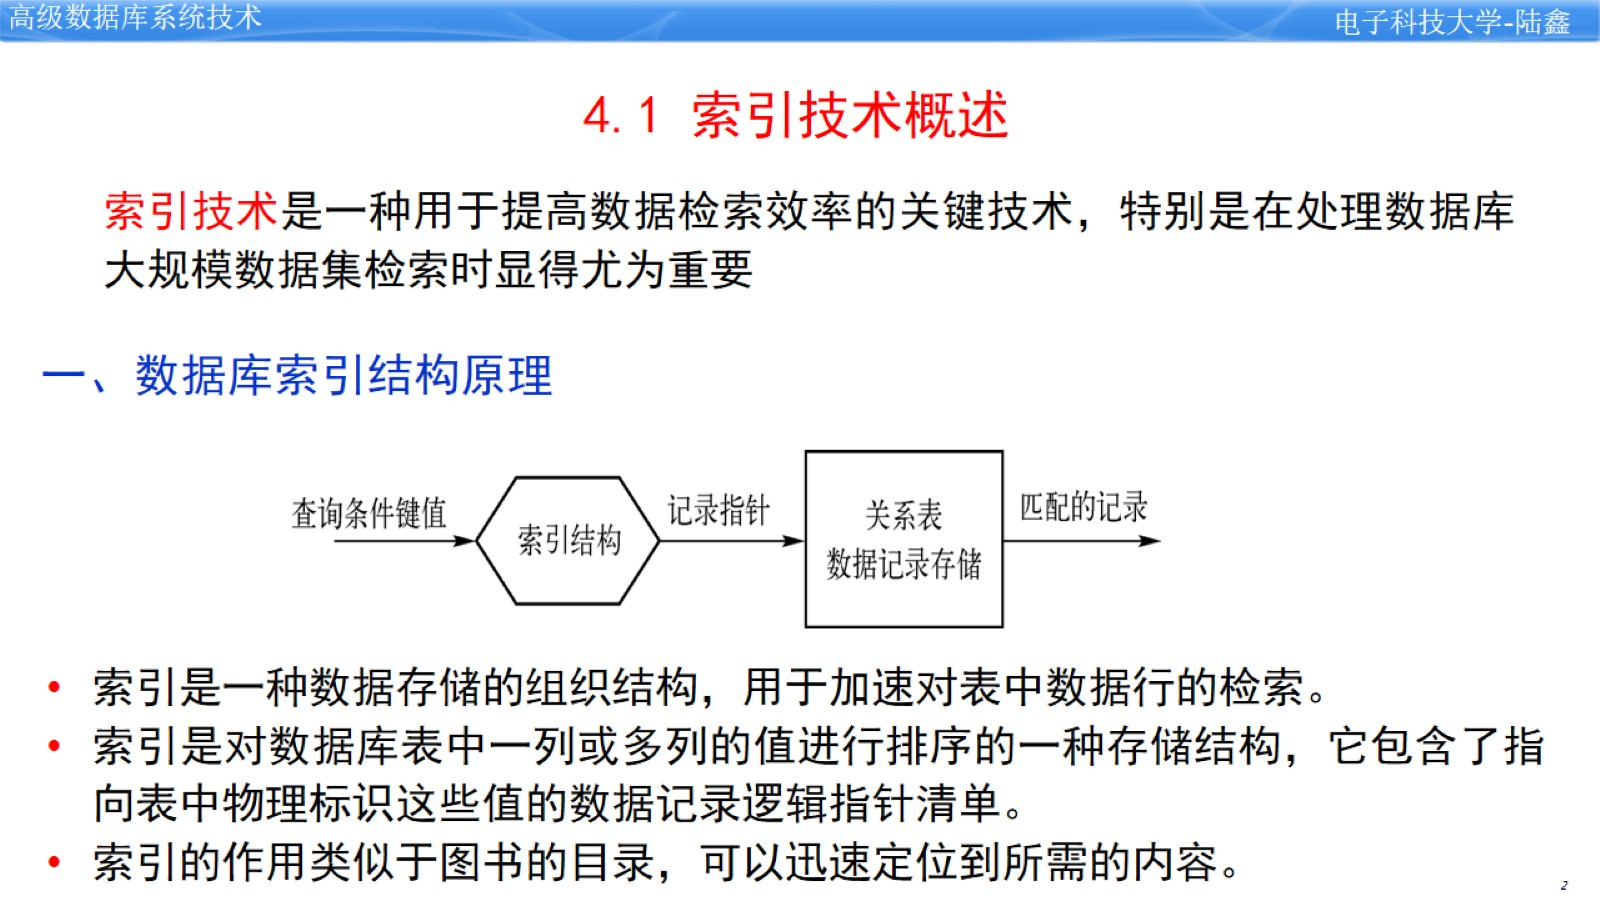 高级数据库系统技术
电子科技大学-陆鑫
4.1 索引技术概述
索引技术是一种用于提高数据检索效率的关键技术，特别是在处理数据库
大规模数据集检索时显得尤为重要
一、数据库索引结构原理
查询条件键值
索引结构
记录指针
关系表
数据记录存储
匹配的记录
• 索引是一种数据存储的组织结构，用于加速对表中数据行的检索。
• 索引是对数据库表中一列或多列的值进行排序的一种存储结构，它包含了指
向表中物理标识这些值的数据记录逻辑指针清单。
• 索引的作用类似于图书的目录，可以迅速定位到所需的内容。
2